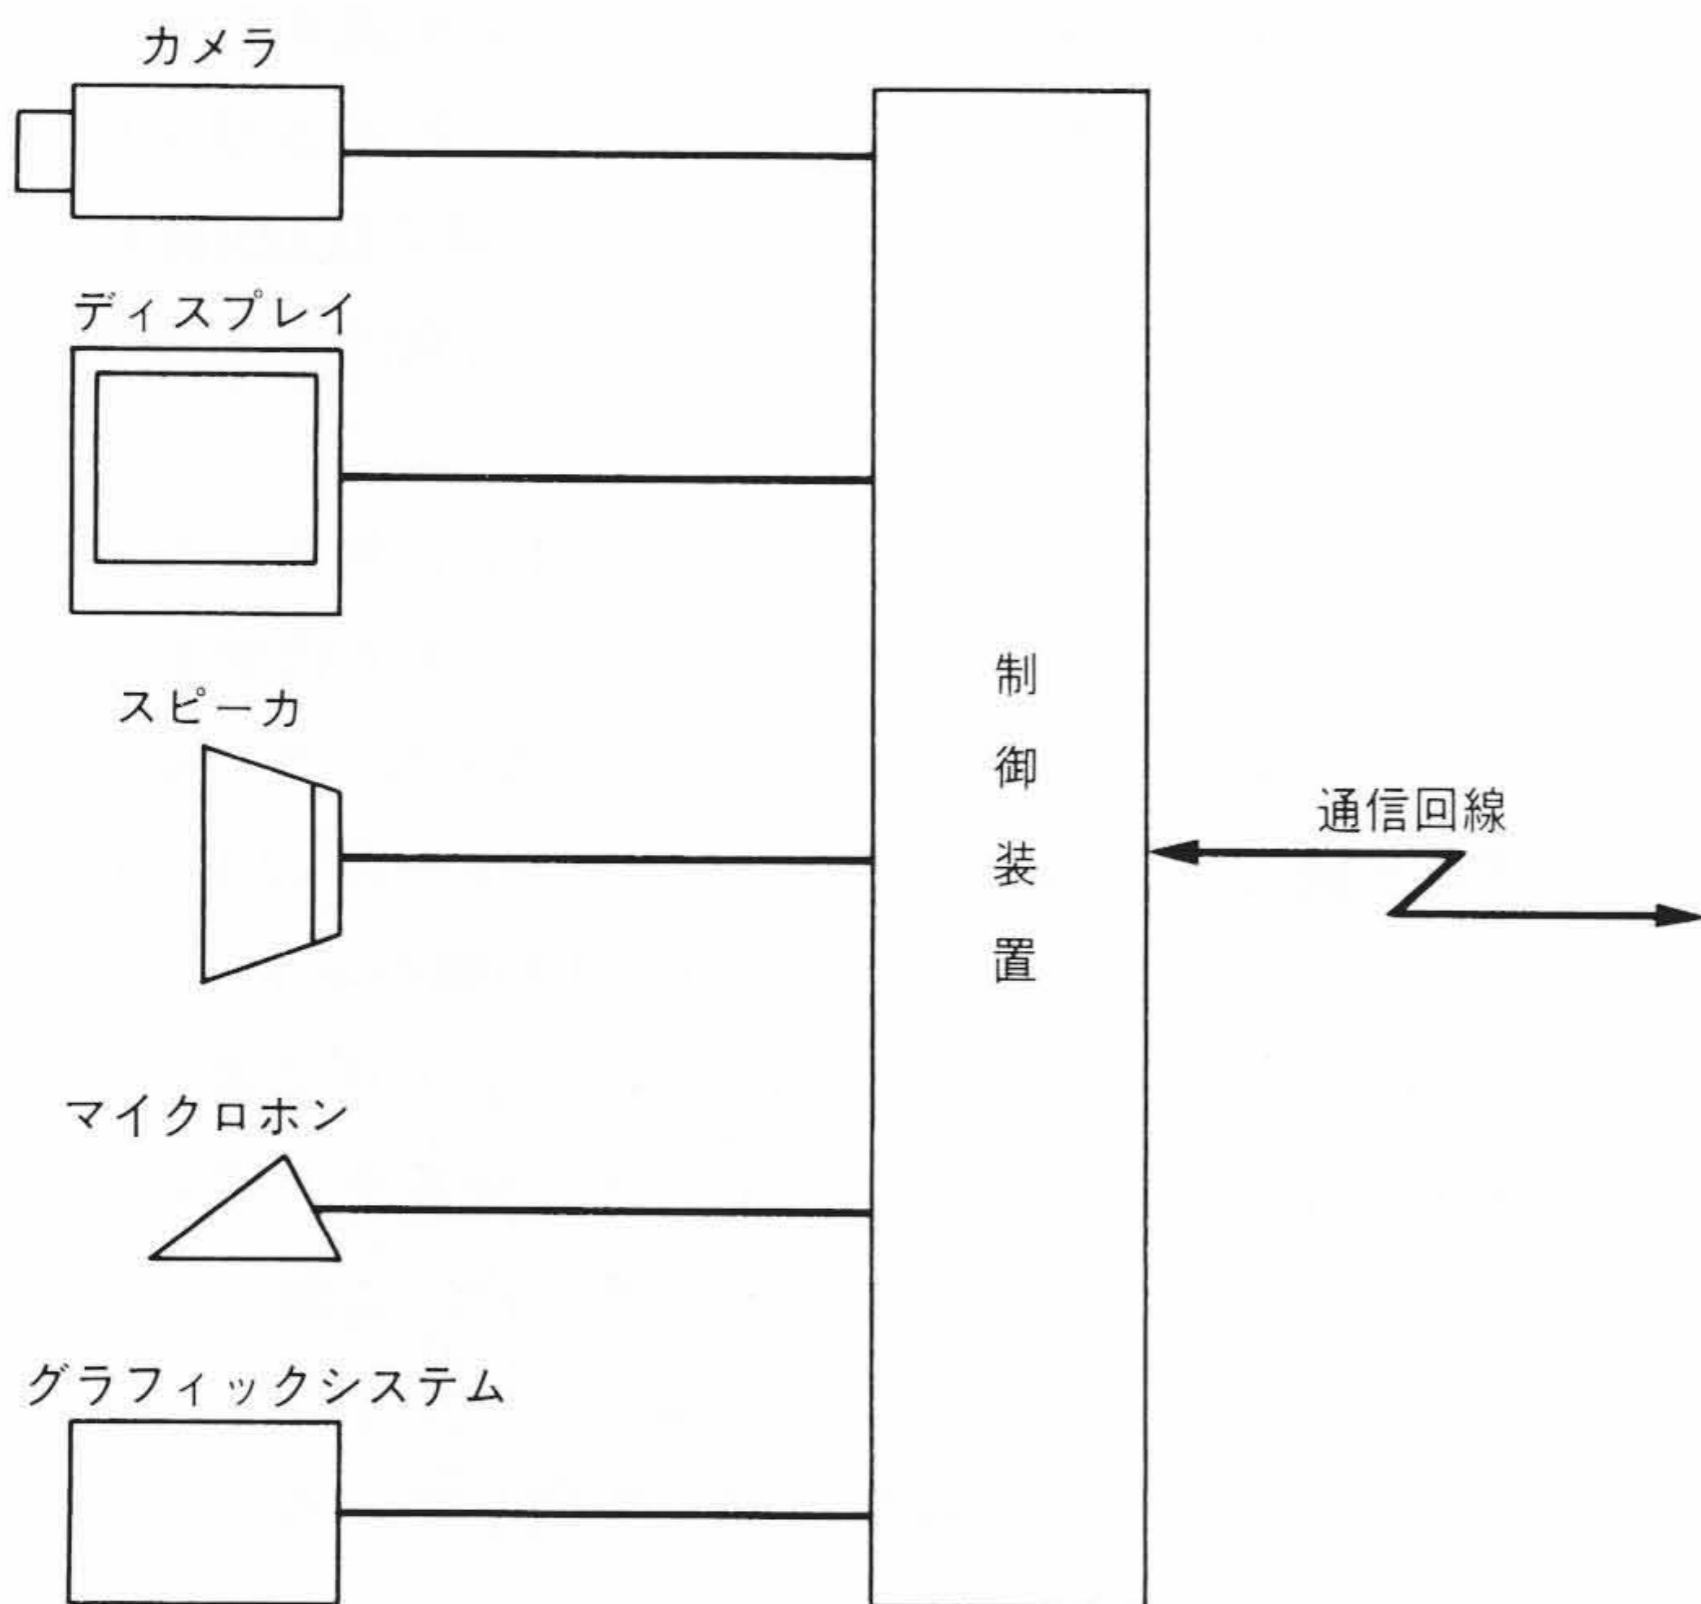 カメラ
ディスプレイ
スピーカ
マイクロホン
グラフィックシステム
制御装置
通信回線